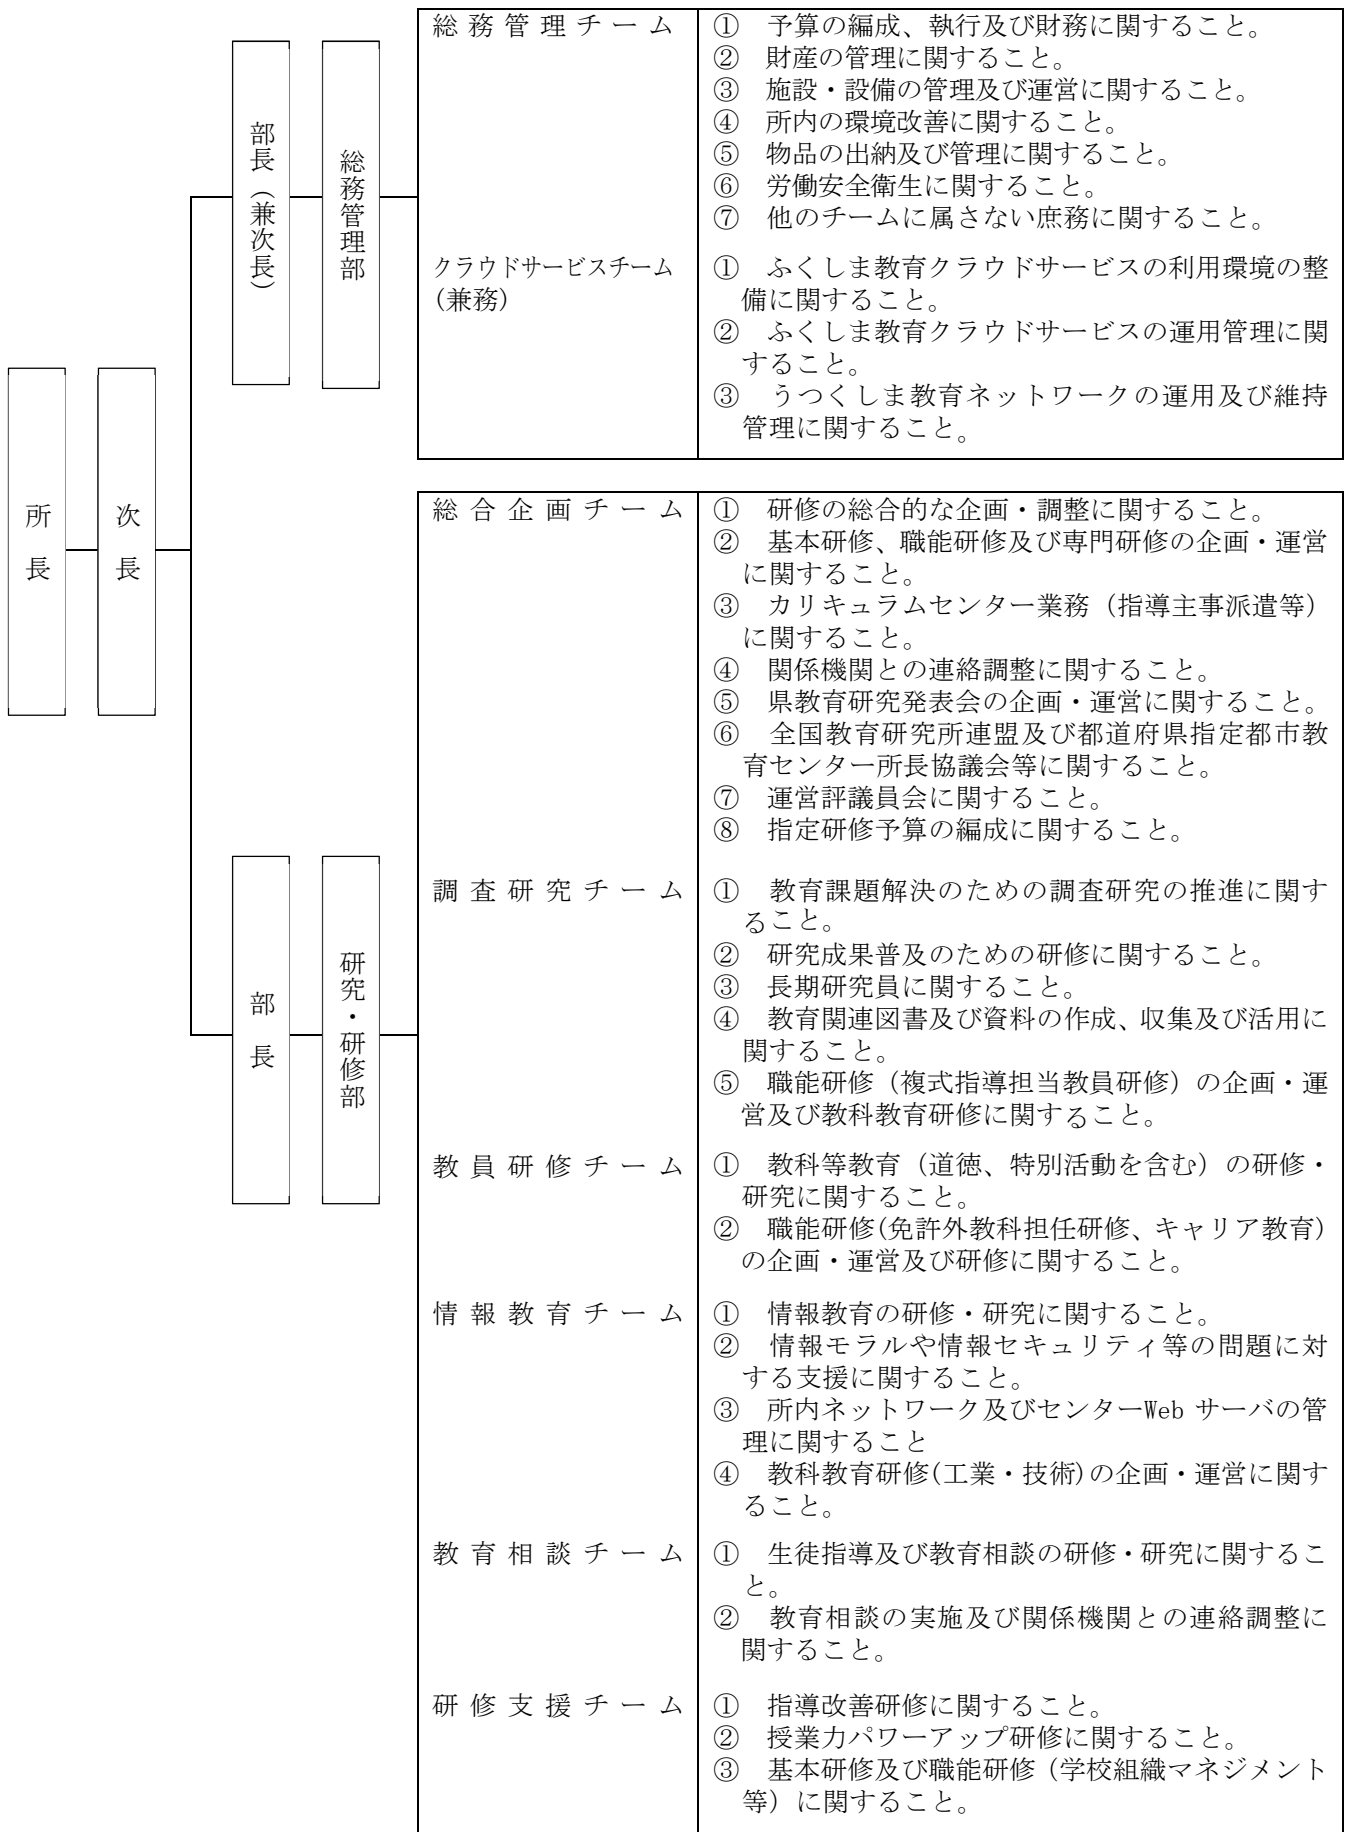 所長
次長
部長（兼次長）
総務管理部
総務管理チーム
① 予算の編成、執行及び財務に関すること。
② 財産の管理に関すること。
③ 施設・設備の管理及び運営に関すること。
④ 所内の環境改善に関すること。
⑤ 物品の出納及び管理に関すること。
⑥ 労働安全衛生に関すること。
⑦ 他のチームに属さない庶務に関すること。
クラウドサービスチーム
(兼務)
① ふくしま教育クラウドサービスの利用環境の整
備に関すること。
② ふくしま教育クラウドサービスの運用管理に関
すること。
③ うつくしま教育ネットワークの運用及び維持
管理に関すること。
部長
研究・研修部
総合企画チーム
① 研修の総合的な企画・調整に関すること。
② 基本研修、職能研修及び専門研修の企画・運営
に関すること。
③ カリキュラムセンター業務（指導主事派遣等）
に関すること。
④ 関係機関との連絡調整に関すること。
⑤ 県教育研究発表会の企画・運営に関すること。
⑥ 全国教育研究所連盟及び都道府県指定都市教
育センター所長協議会等に関すること。
⑦ 運営評議員会に関すること。
⑧ 指定研修予算の編成に関すること。
調査研究チーム
① 教育課題解決のための調査研究の推進に関す
ること。
② 研究成果普及のための研修に関すること。
③ 長期研究員に関すること。
④ 教育関連図書及び資料の作成、収集及び活用に
関すること。
⑤ 職能研修（複式指導担当教員研修）の企画・運
営及び教科教育研修に関すること。
教員研修チーム
① 教科等教育（道徳、特別活動を含む）の研修・
研究に関すること。
② 職能研修(免許外教科担任研修、キャリア教育)
の企画・運営及び研修に関すること。
情報教育チーム
① 情報教育の研修・研究に関すること。
② 情報モラルや情報セキュリティ等の問題に対
する支援に関すること。
③ 所内ネットワーク及びセンターWeb サーバの管
理に関すること
④ 教科教育研修(工業・技術)の企画・運営に関す
ること。
教育相談チーム
① 生徒指導及び教育相談の研修・研究に関するこ
と。
② 教育相談の実施及び関係機関との連絡調整に
関すること。
研修支援チーム
① 指導改善研修に関すること。
② 授業力パワーアップ研修に関すること。
③ 基本研修及び職能研修（学校組織マネジメント
等）に関すること。